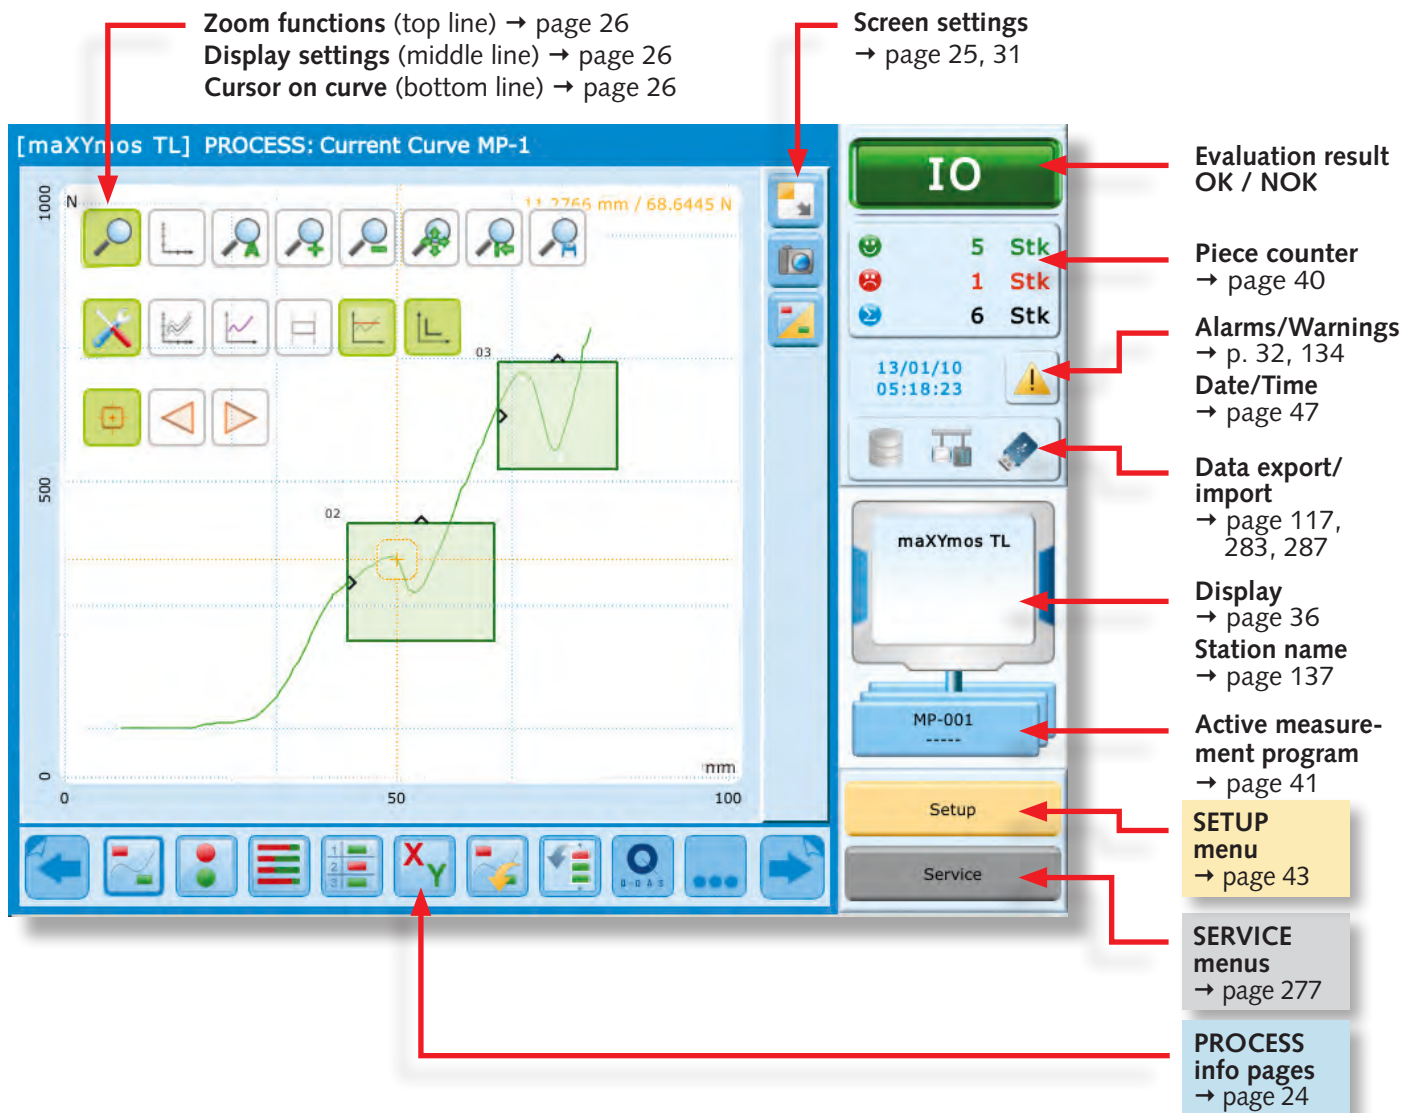 Zoom functions (top line) → page 26
Display settings (middle line) → page 26
Cursor on curve (bottom line) → page 26
Screen settings
→ page 25, 31
[maXYmos TL] PROCESS: Current Curve MP-1
1000
N
11.2766 mm / 68.6445 N
03
500
02
0
mm
0
50
100
1
2
3
X
Y
Q-DAS
IO
5 Stk
1 Stk
Σ 6 Stk
13/01/10
05:18:23
maXYmos TL
MP-001
-----
Setup
Service
Evaluation result
OK / NOK
Piece counter
→ page 40
Alarms/Warnings
→ p. 32, 134
Date/Time
→ page 47
Data export/
import
→ page 117,
283, 287
Display
→ page 36
Station name
→ page 137
Active measure-
ment program
→ page 41
SETUP
menu
→ page 43
SERVICE
menus
→ page 277
PROCESS
info pages
→ page 24